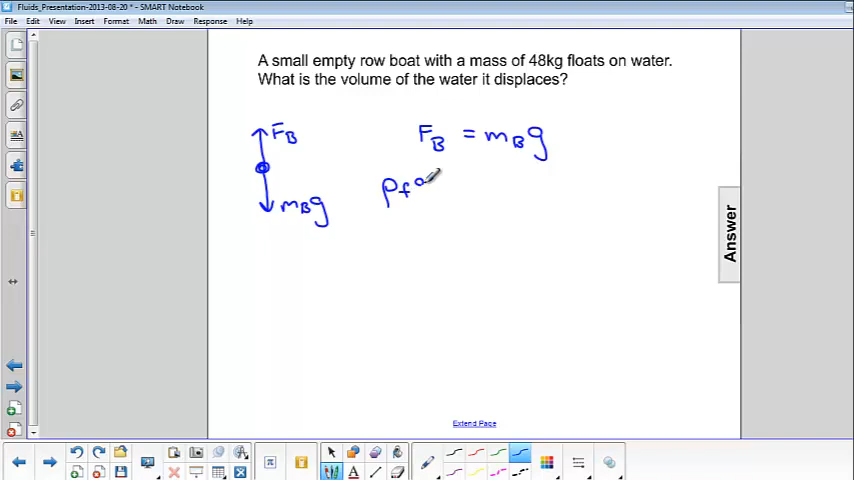 Fluids_Presentation-2013-08-20 * - SMART Notebook
File Edit View Insert Format Math Draw Response Help
A small empty row boat with a mass of 48kg floats on water.
What is the volume of the water it displaces?
F_B
F_B = m_B g
ρ_f
m_B g
Answer
Extend Page